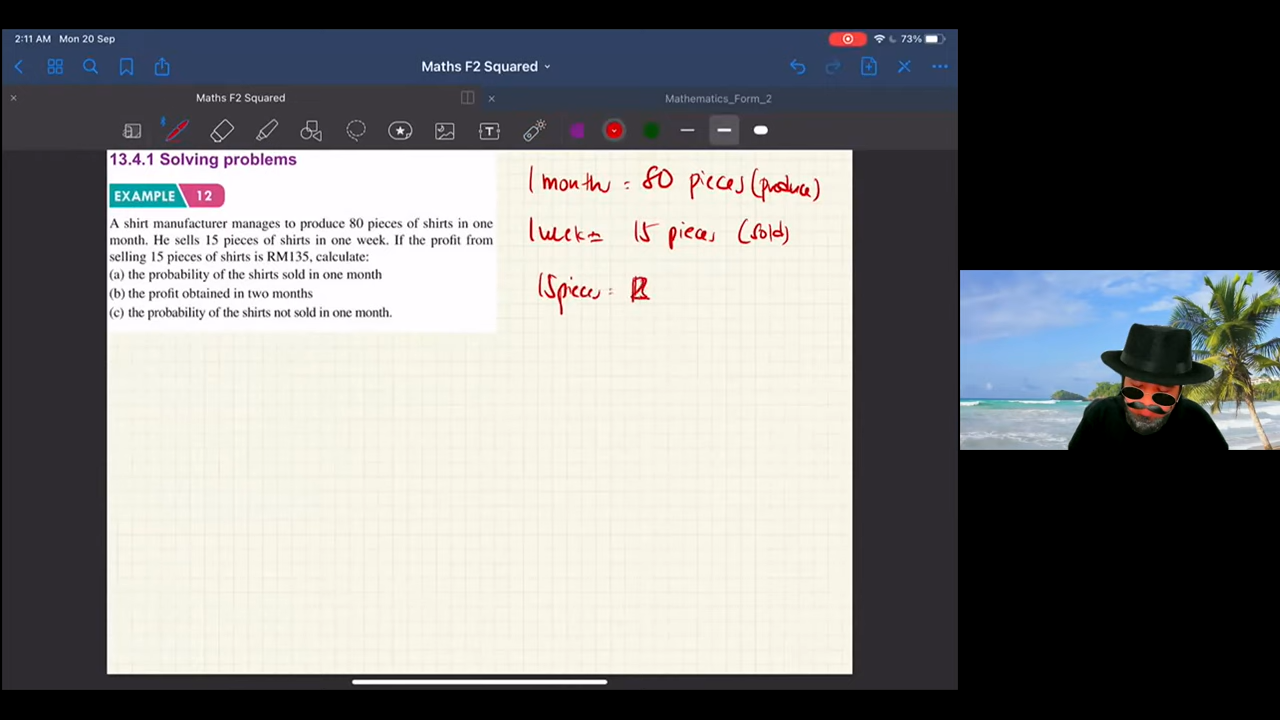 2:11 AM Mon 20 Sep
73%
Maths F2 Squared
Maths F2 Squared
Mathematics_Form_2
13.4.1 Solving problems
EXAMPLE 12
A shirt manufacturer manages to produce 80 pieces of shirts in one
month. He sells 15 pieces of shirts in one week. If the profit from
selling 15 pieces of shirts is RM135, calculate:
(a) the probability of the shirts sold in one month
(b) the profit obtained in two months
(c) the probability of the shirts not sold in one month.
1 month = 80 pieces (produce)
1 week = 15 pieces (sold)
15 pieces = R